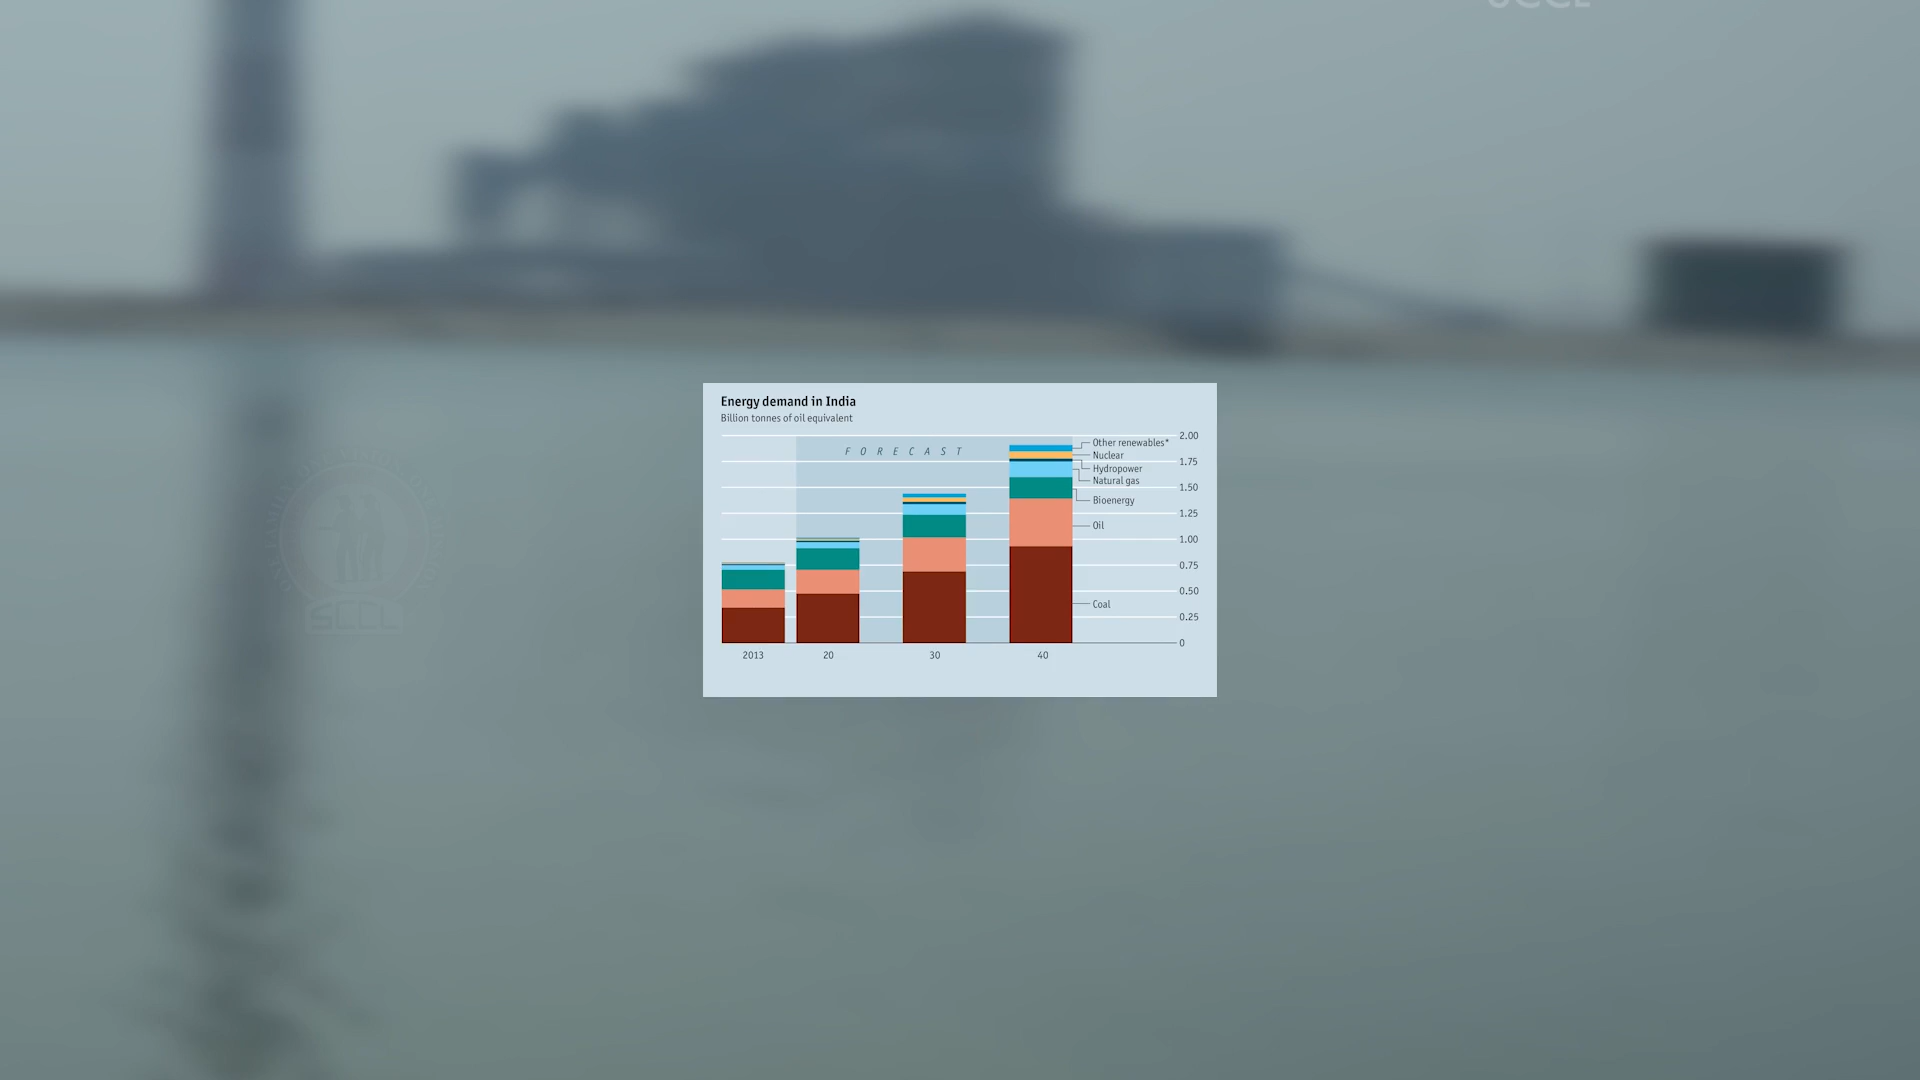 SCCL
Energy demand in India
Billion tonnes of oil equivalent
FORECAST
Other renewables*
Nuclear
Hydropower
Natural gas
Bioenergy
Oil
Coal
2.00
1.75
1.50
1.25
1.00
0.75
0.50
0.25
0
2013
20
30
40
SCCL